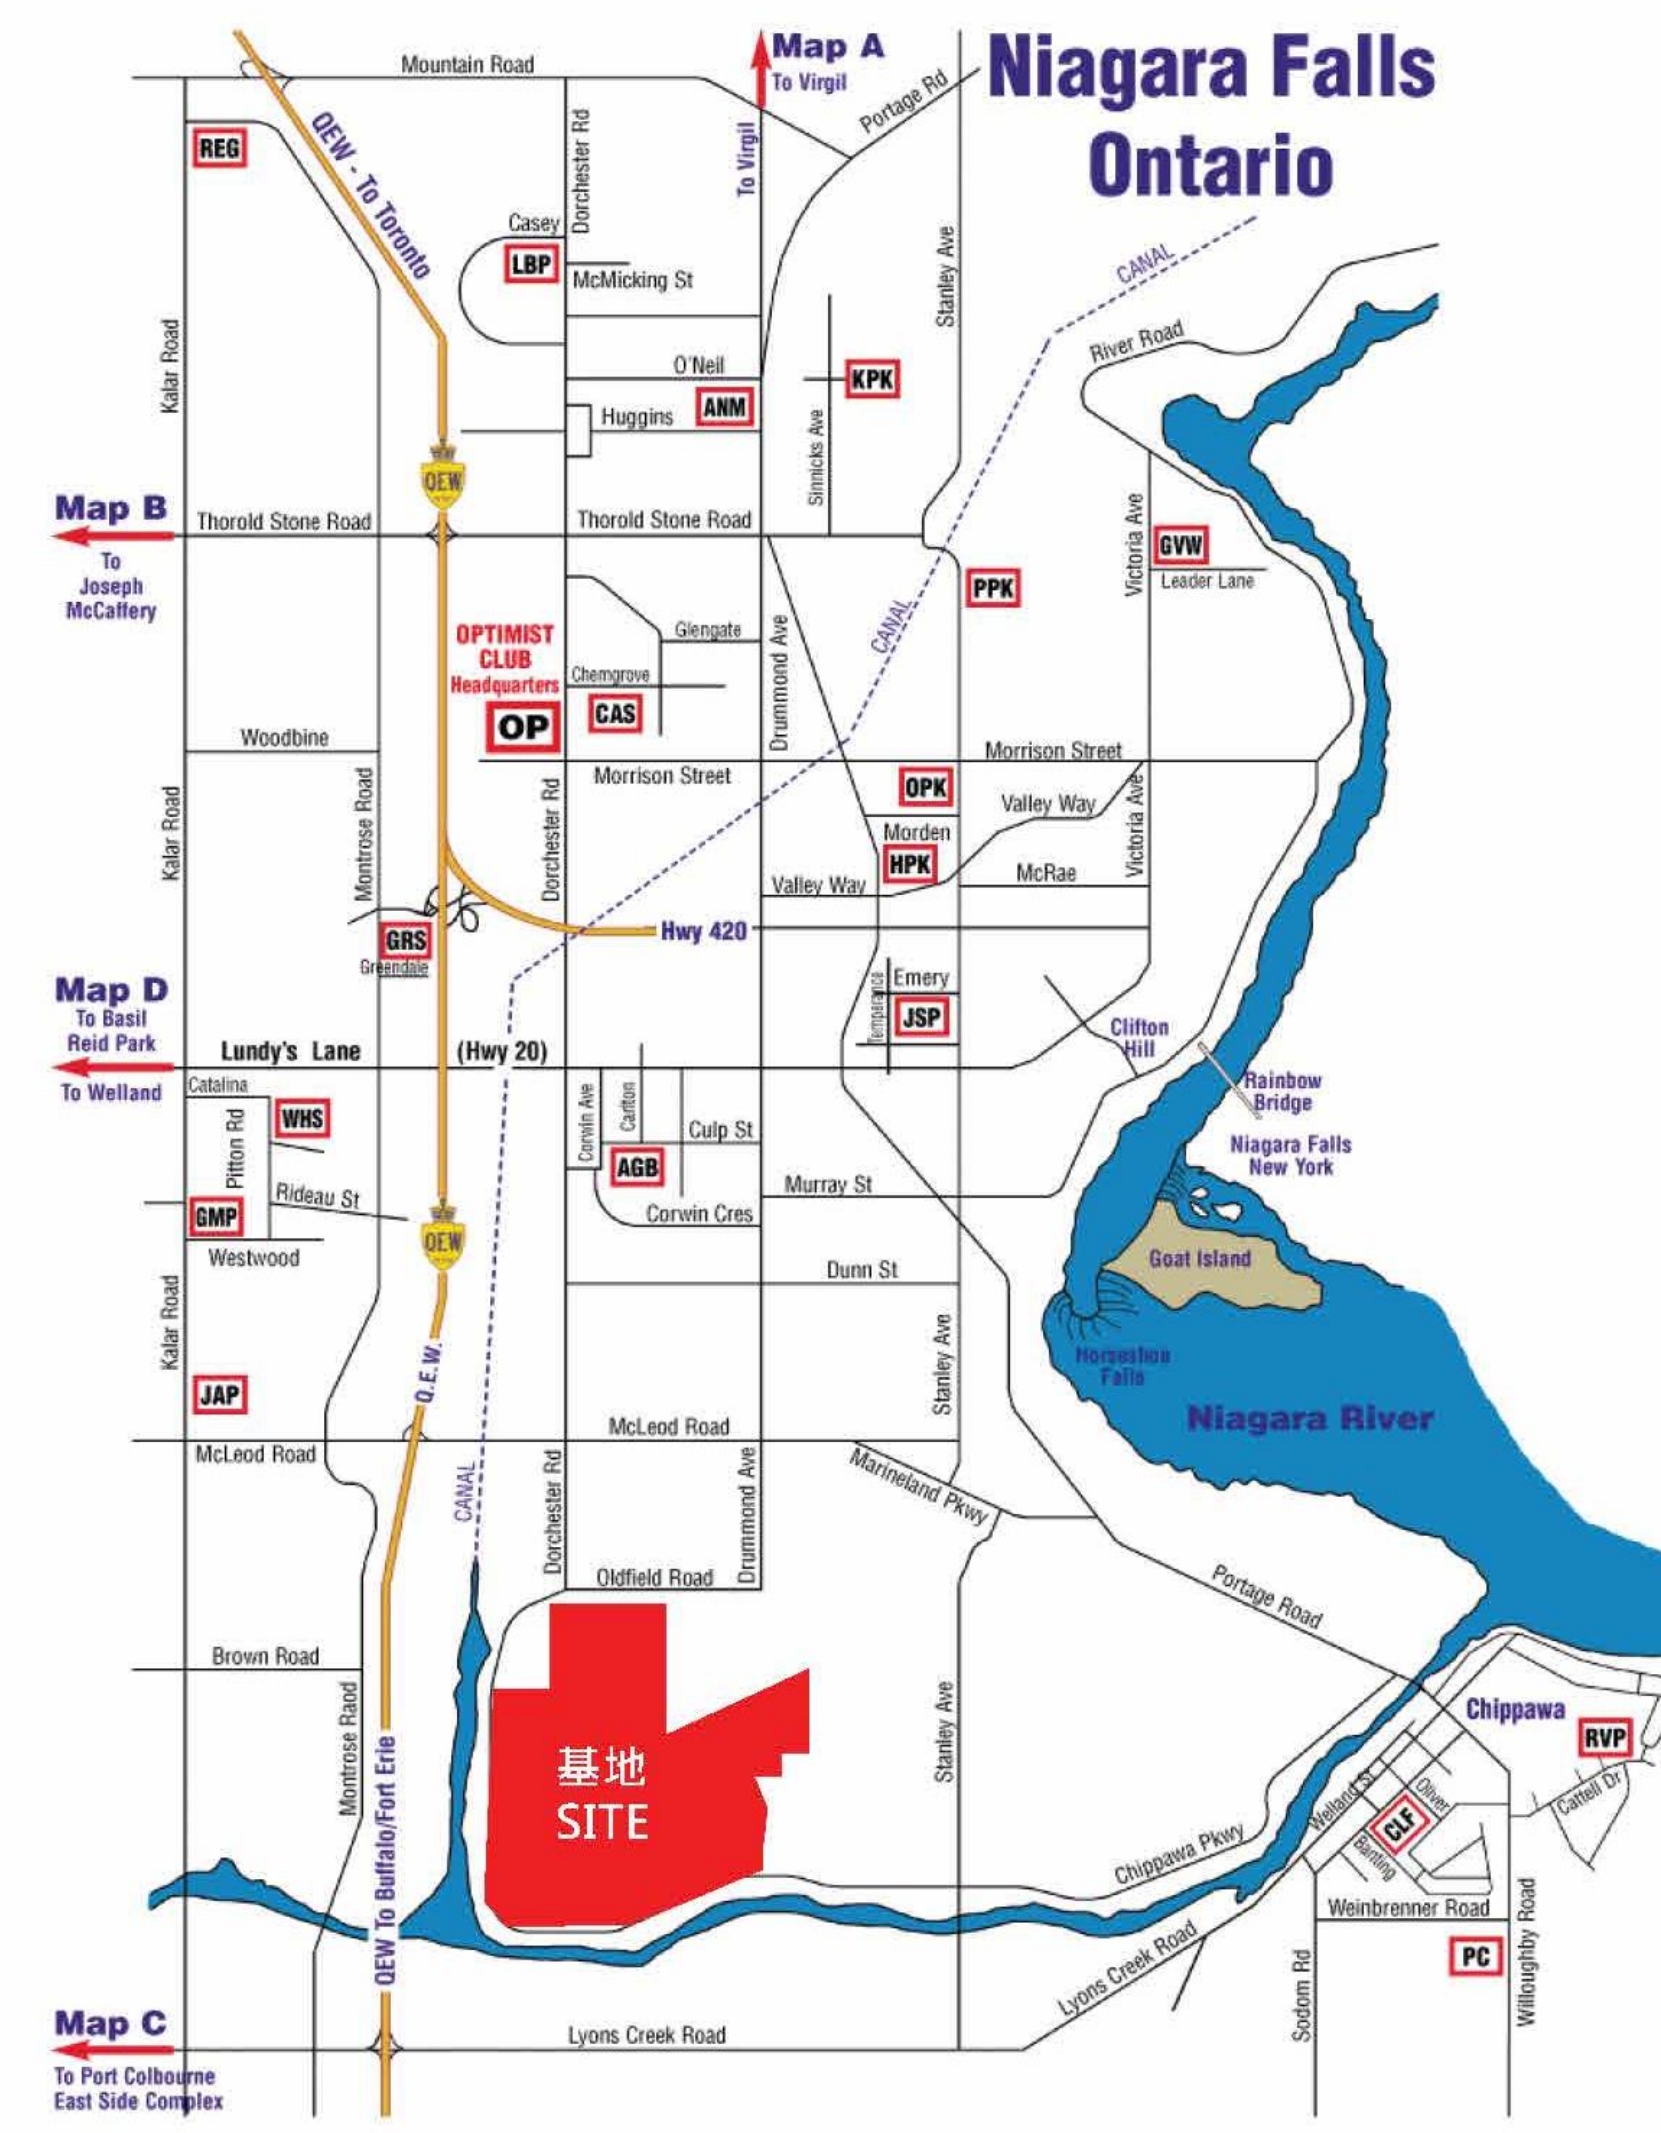 Niagara Falls
Ontario
Map A
To Virgil
To Virgil
Mountain Road
Portage Rd
QEW - To Toronto
REG
Dorchester Rd
Casey
LBP
McMicking St
Stanley Ave
CANAL
River Road
Kalar Road
O'Neil
KPK
ANM
Huggins
Sinnicks Ave
QEW
Map B
To
Joseph
McCaffery
Thorold Stone Road
Thorold Stone Road
Victoria Ave
GVW
Leader Lane
PPK
CANAL
OPTIMIST
CLUB
Headquarters
OP
Glengate
Chemgrove
CAS
Drummond Ave
Woodbine
Morrison Street
Morrison Street
Kalar Road
Montrose Road
Dorchester Rd
OPK
Morden
HPK
Valley Way
Valley Way
McRae
Victoria Ave
Hwy 420
GRS
Greendale
Emery
Temperance
JSP
Clifton
Hill
Map D
To Basil
Reid Park
To Welland
Lundy's Lane
(Hwy 20)
Rainbow
Bridge
Niagara Falls
New York
Catalina
Pitton Rd
WHS
Corwin Ave
Carlton
Culp St
AGB
Rideau St
GMP
Murray St
Corwin Cres
Westwood
QEW
Goat Island
Dunn St
Kalar Road
Q.E.W.
Stanley Ave
Horseshoe
Falls
JAP
Niagara River
McLeod Road
McLeod Road
Marineland Pkwy
CANAL
Dorchester Rd
Drummond Ave
Oldfield Road
Portage Road
Brown Road
Montrose Raod
Stanley Ave
Chippawa
RVP
基地
SITE
QEW To Buffalo/Fort Erie
Cattell Dr
Welland St
Oliver
CLF
Banting
Chippawa Pkwy
Weinbrenner Road
Willoughby Road
PC
Lyons Creek Road
Sodom Rd
Map C
To Port Colbourne
East Side Complex
Lyons Creek Road